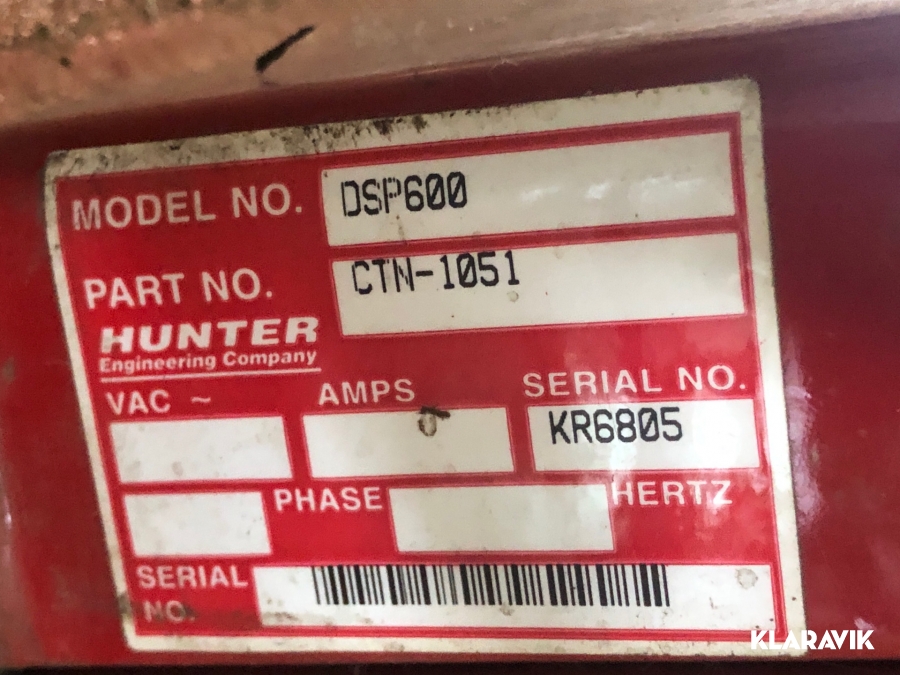 MODEL NO. DSP600
PART NO. CTN-1051
HUNTER
Engineering Company
VAC ~ AMPS SERIAL NO.
KR6805
PHASE HERTZ
SERIAL
NO.
KLARAVIK